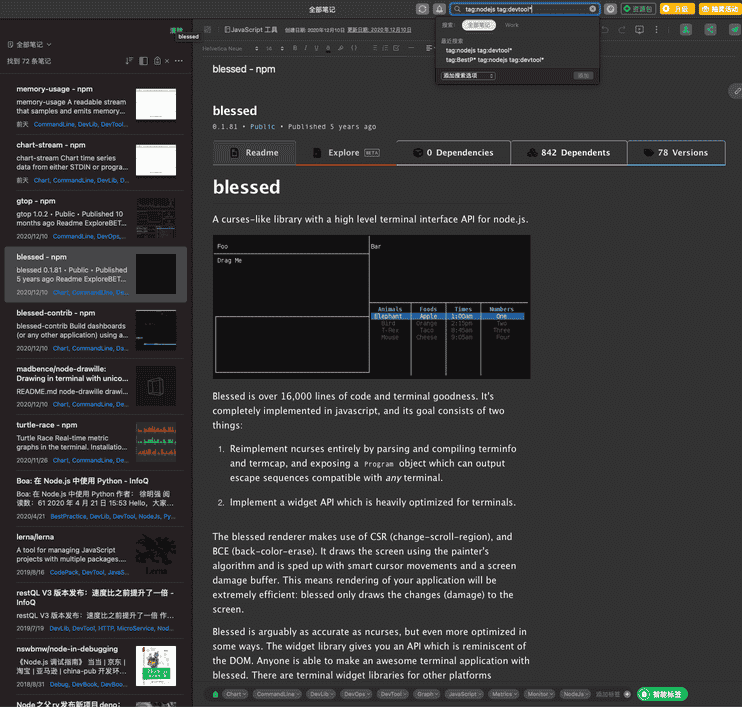 全部笔记
tag:nodejs tag:devtool*
资源包
升级
抽奖活动
搜索:
全部笔记
Work
最近搜索
tag:nodejs tag:devtool*
tag:BestP* tag:nodejs tag:devtool*
添加搜索选项
添加
清除
blessed
全部笔记
找到 72 条笔记
memory-usage - npm
memory-usage A readable stream
that samples and emits memory...
前天 CommandLine, DevLib, DevTool...
chart-stream - npm
chart-stream Chart time series
data from either STDIN or progra...
前天 Chart, CommandLine, DevLib, D...
gtop - npm
gtop 1.0.2 • Public • Published 10
months ago Readme ExploreBET...
2020/12/10 CommandLine, DevOps,...
blessed - npm
blessed 0.1.81 • Public • Published
5 years ago Readme ExploreBET...
2020/12/10 Chart, CommandLine, De...
blessed-contrib - npm
blessed-contrib Build dashboards
(or any other application) using a...
2020/12/10 Chart, CommandLine, Da...
madbence/node-drawille:
Drawing in terminal with unico...
README.md node-drawille drawi...
2020/12/10 Chart, CommandLine, De...
turtle-race - npm
Turtle Race Real-time metric
graphs in the terminal. Installatio...
2020/11/26 Chart, CommandLine, De...
Boa: 在 Node.js 中使用 Python - InfoQ
Boa: 在 Node.js 中使用 Python 作者： 徐明强 阅
读数：61 2020 年 4 月 21 日 15:53 Hello，大家...
2020/4/21 BestPractice, DevLib, DevTool, NodeJs, Py...
lerna/lerna
A tool for managing JavaScript
projects with multiple packages....
2019/8/16 CodePack, DevTool, JavaS...
Lerna
restQL V3 版本发布：速度比之前提升了一倍 -
InfoQ
restQL V3 版本发布：速度比之前提升了一倍 作...
2019/7/19 DevLib, DevTool, HTTP, MicroService, Nod...
nswbmw/node-in-debugging
《Node.js 调试指南》 当当 | 京东 |
淘宝 | 亚马逊 | china-pub 开发环...
2018/8/31 Debug, DevBook, DevBoo...
Node之父ry发布新项目deno：
JavaScript 工具
创建日期: 2020年12月10日
更新日期: 2020年12月10日
Helvetica Neue
14
blessed - npm
blessed
0.1.81 • Public • Published 5 years ago
Readme
Explore BETA
0 Dependencies
842 Dependents
78 Versions
blessed
A curses-like library with a high level terminal interface API for node.js.
Foo
Bar
Drag Me
Animals Foods Times Numbers
Elephant Apple 1:00am One
Bird Orange 2:15pm Two
T-Rex Taco 8:45am Three
Mouse Cheese 9:05am Four
Blessed is over 16,000 lines of code and terminal goodness. It's
completely implemented in javascript, and its goal consists of two
things:
1. Reimplement ncurses entirely by parsing and compiling terminfo
and termcap, and exposing a Program object which can output
escape sequences compatible with any terminal.
2. Implement a widget API which is heavily optimized for terminals.
The blessed renderer makes use of CSR (change-scroll-region), and
BCE (back-color-erase). It draws the screen using the painter's
algorithm and is sped up with smart cursor movements and a screen
damage buffer. This means rendering of your application will be
extremely efficient: blessed only draws the changes (damage) to the
screen.
Blessed is arguably as accurate as ncurses, but even more optimized in
some ways. The widget library gives you an API which is reminiscent of
the DOM. Anyone is able to make an awesome terminal application with
blessed. There are terminal widget libraries for other platforms
Chart
CommandLine
DevLib
DevOps
DevTool
Graph
JavaScript
Metrics
Monitor
NodeJs
添加标签
智能标签